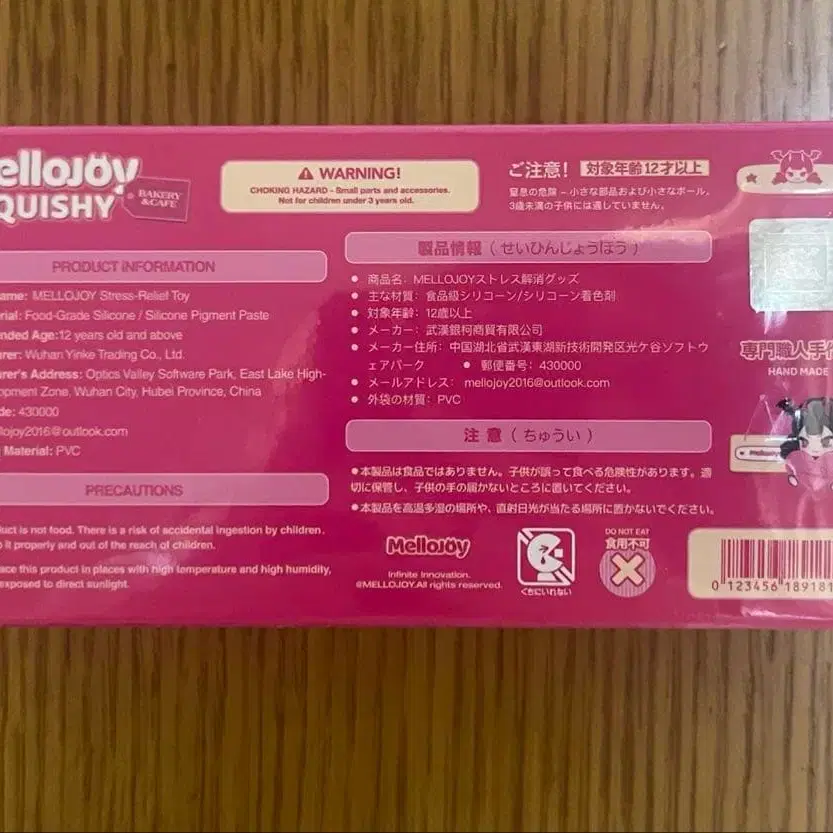 ellojoy
QUISHY
BAKERY
&CAFE
WARNING!
CHOKING HAZARD - Small parts and accessories.
Not for children under 3 years old.
PRODUCT INFORMATION
ame: MELLOJOY Stress-Relief Toy
rial: Food-Grade Silicone / Silicone Pigment Paste
nded Age:12 years old and above
urer: Wuhan Yinke Trading Co., Ltd.
urer's Address: Optics Valley Software Park, East Lake High-
opment Zone, Wuhan City, Hubei Province, China
de: 430000
llojoy2016@outlook.com
Material: PVC
PRECAUTIONS
duct is not food. There is a risk of accidental ingestion by children.
it properly and out of the reach of children.
ace this product in places with high temperature and high humidity,
exposed to direct sunlight.
ご注意! 対象年齢12才以上
窒息の危険 – 小さな部品および小さなボール。
3歳未満の子供には適していません。
製品情報(せいひんじょうほう)
● 商品名: MELLOJOYストレス解消グッズ
● 主な材質: 食品級シリコーン/シリコーン着色剤
● 対象年齢: 12歳以上
● メーカー: 武漢銀柯商貿有限公司
● メーカー住所: 中国湖北省武漢東湖新技術開発区光ケ谷ソフトウ
ェアパーク ● 郵便番号: 430000
● メールアドレス: mellojoy2016@outlook.com
● 外袋の材質: PVC
注意(ちゅうい)
●本製品は食品ではありません。子供が誤って食べる危険性があります。適
切に保管し、子供の手の届かないところに置いてください。
●本製品を高温多湿の場所や、直射日光が当たる場所に置かないでください。
Mellojoy
Infinite Innovation.
@MELLOJOY.All rights reserved.
くちにいれない
DO NOT EAT
食用不可
専門職人手作
HAND MADE
Mellojoy
0 123456 18918